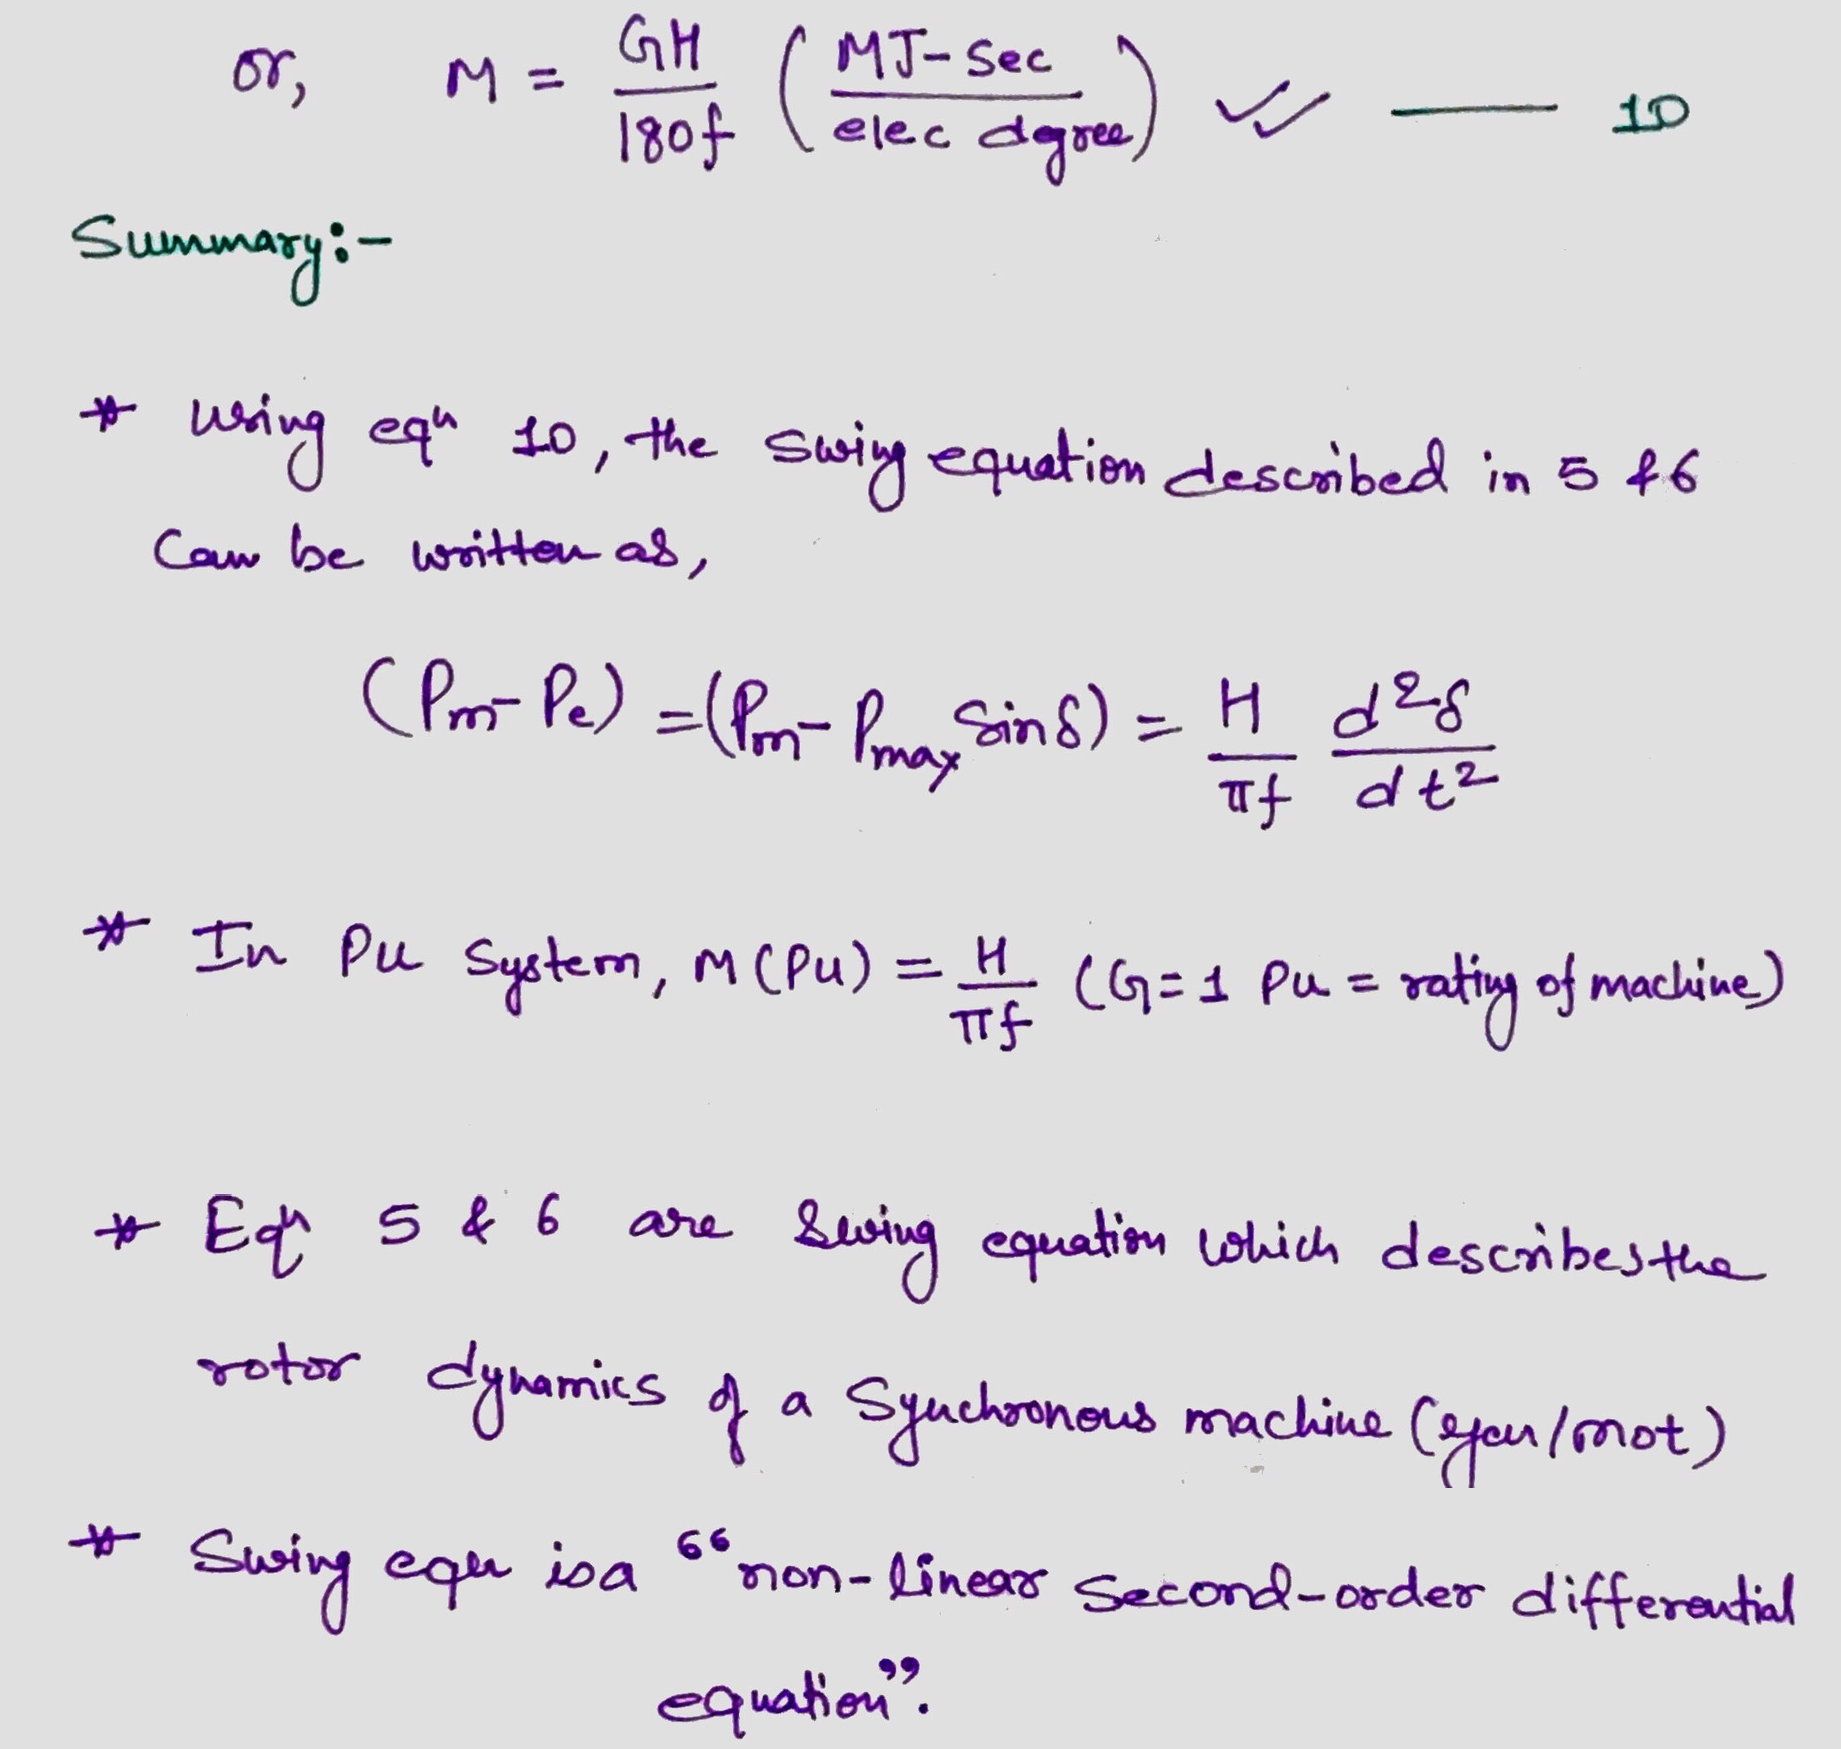 or, M = GH/180f (MJ-Sec/elec degree) ✓✓ —— 10
Summary:-
* Using eqn 10, the Swing equation described in 5 & 6
Can be written as,
(Pm - Pe) = (Pm - Pmax Sinδ) = H/πf d²δ/dt²
* In PU System, M (PU) = H/πf (G = 1 PU = rating of machine)
* Eqn 5 & 6 are Swing equation which describes the
rotor dynamics of a Synchronous machine (gen/mot)
* Swing eqn is a “non-linear Second-order differential
equation”.